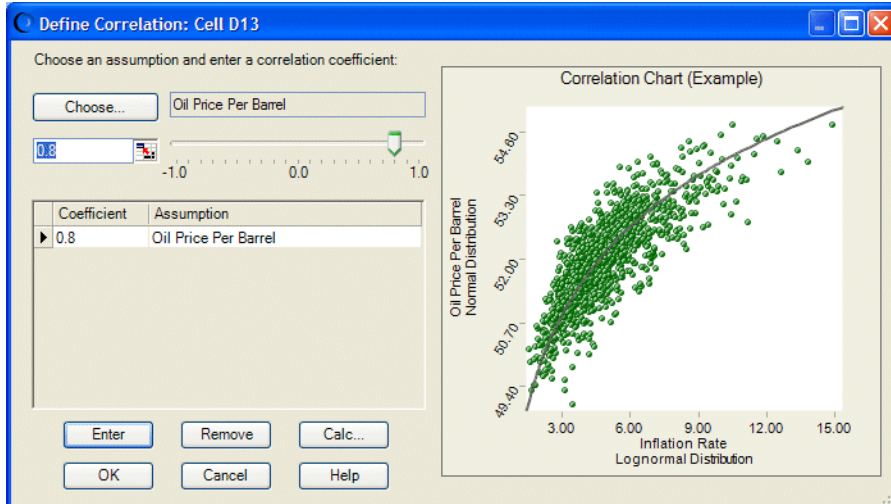 Define Correlation: Cell D13
Choose an assumption and enter a correlation coefficient:
Choose...
Oil Price Per Barrel
0.8
-1.0 0.0 1.0
Coefficient Assumption
0.8 Oil Price Per Barrel
Enter Remove Calc...
OK Cancel Help
Correlation Chart (Example)
Oil Price Per Barrel
Normal Distribution
54.60
53.30
52.00
50.70
49.40
3.00 6.00 9.00 12.00 15.00
Inflation Rate
Lognormal Distribution